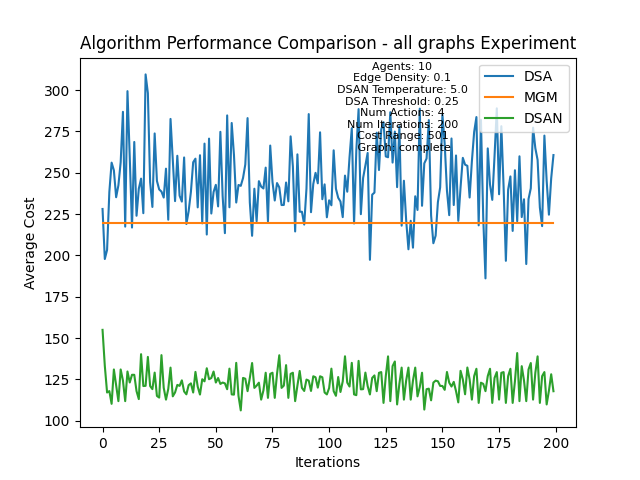 Algorithm Performance Comparison - all graphs Experiment
Agents: 10
Edge Density: 0.1
DSAN Temperature: 5.0
DSA Threshold: 0.25
Num Actions: 4
Num Iterations: 200
Cost Range: 501
Graph: complete
DSA
MGM
DSAN
Average Cost
300
275
250
225
200
175
150
125
100
0
25
50
75
100
125
150
175
200
Iterations